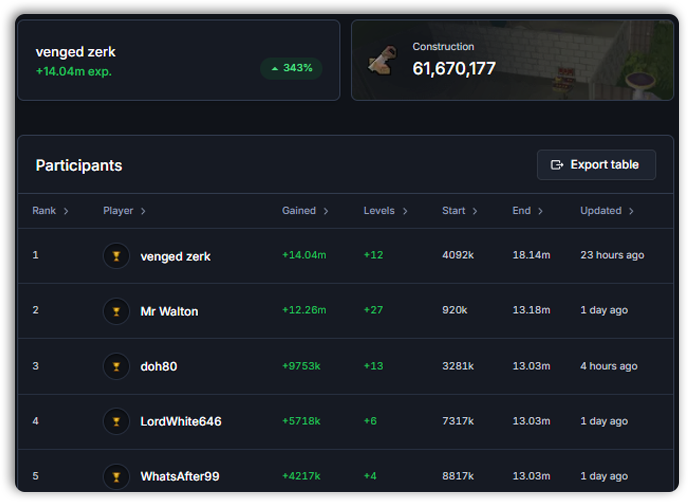 venged zerk
+14.04m exp.
343%
Construction
61,670,177
Participants
Export table
Rank Player Gained Levels Start End Updated
1 venged zerk +14.04m +12 4092k 18.14m 23 hours ago
2 Mr Walton +12.26m +27 920k 13.18m 1 day ago
3 doh80 +9753k +13 3281k 13.03m 4 hours ago
4 LordWhite646 +5718k +6 7317k 13.03m 1 day ago
5 WhatsAfter99 +4217k +4 8817k 13.03m 1 day ago